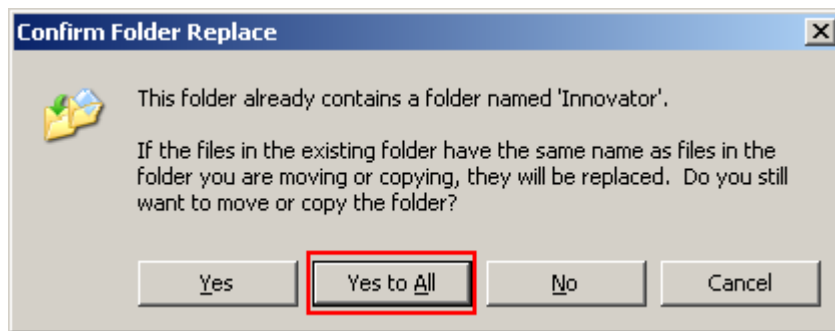 Confirm Folder Replace
This folder already contains a folder named 'Innovator'.
If the files in the existing folder have the same name as files in the
folder you are moving or copying, they will be replaced.  Do you still
want to move or copy the folder?
Yes
Yes to All
No
Cancel